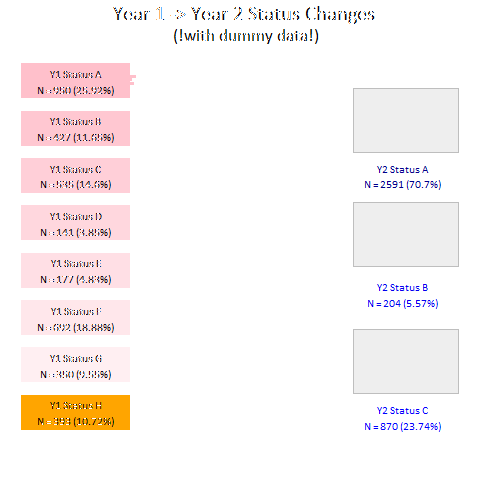 Year 1 -> Year 2 Status Changes
(!with dummy data!)
Y1 Status A
N = 950 (25.92%)
Y1 Status B
N = 427 (11.65%)
Y1 Status C
N = 535 (14.6%)
Y1 Status D
N = 141 (3.85%)
Y1 Status E
N = 177 (4.83%)
Y1 Status F
N = 692 (18.88%)
Y1 Status G
N = 350 (9.55%)
Y1 Status H
N = 393 (10.72%)
Y2 Status A
N = 2591 (70.7%)
Y2 Status B
N = 204 (5.57%)
Y2 Status C
N = 870 (23.74%)